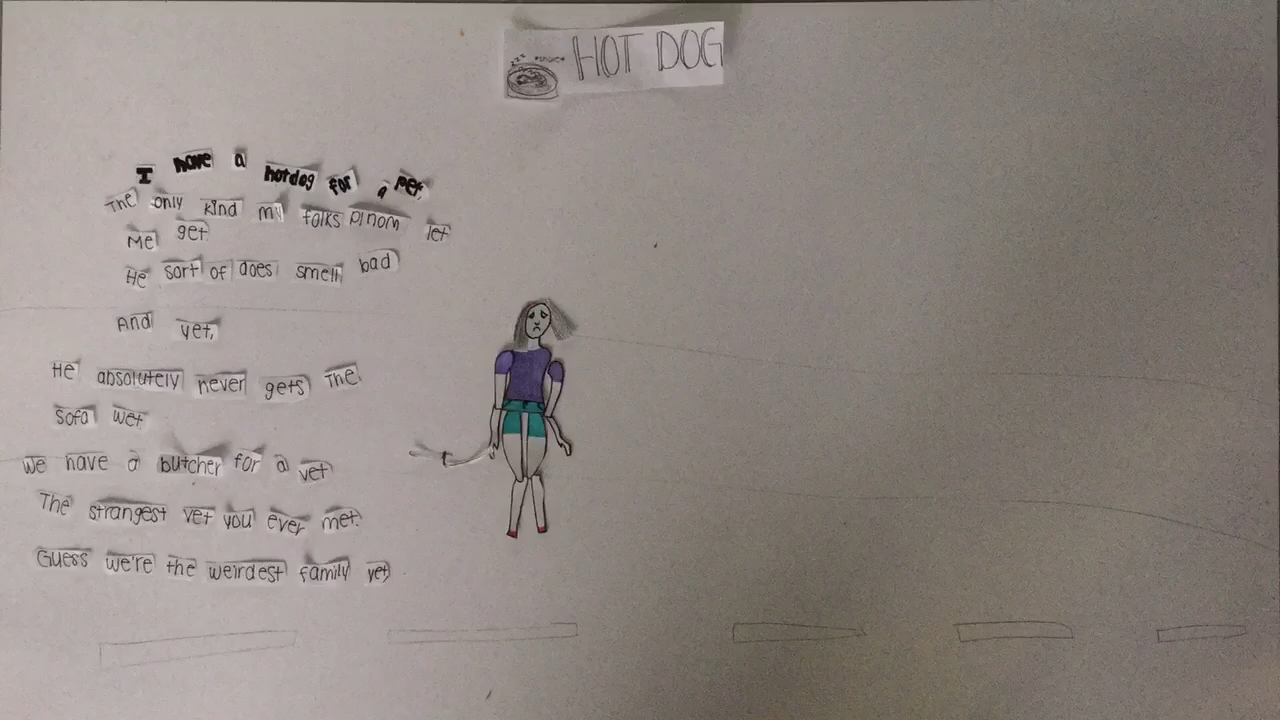 zzz *snore*
HOT DOG
I have a hotdog for a pet,
The only kind my folks
let
Me get
He sort of does smell bad
And yet,
He absolutely never gets The
Sofa wet
We have a butcher for a vet
The strangest vet you ever met.
Guess we're the weirdest family yet